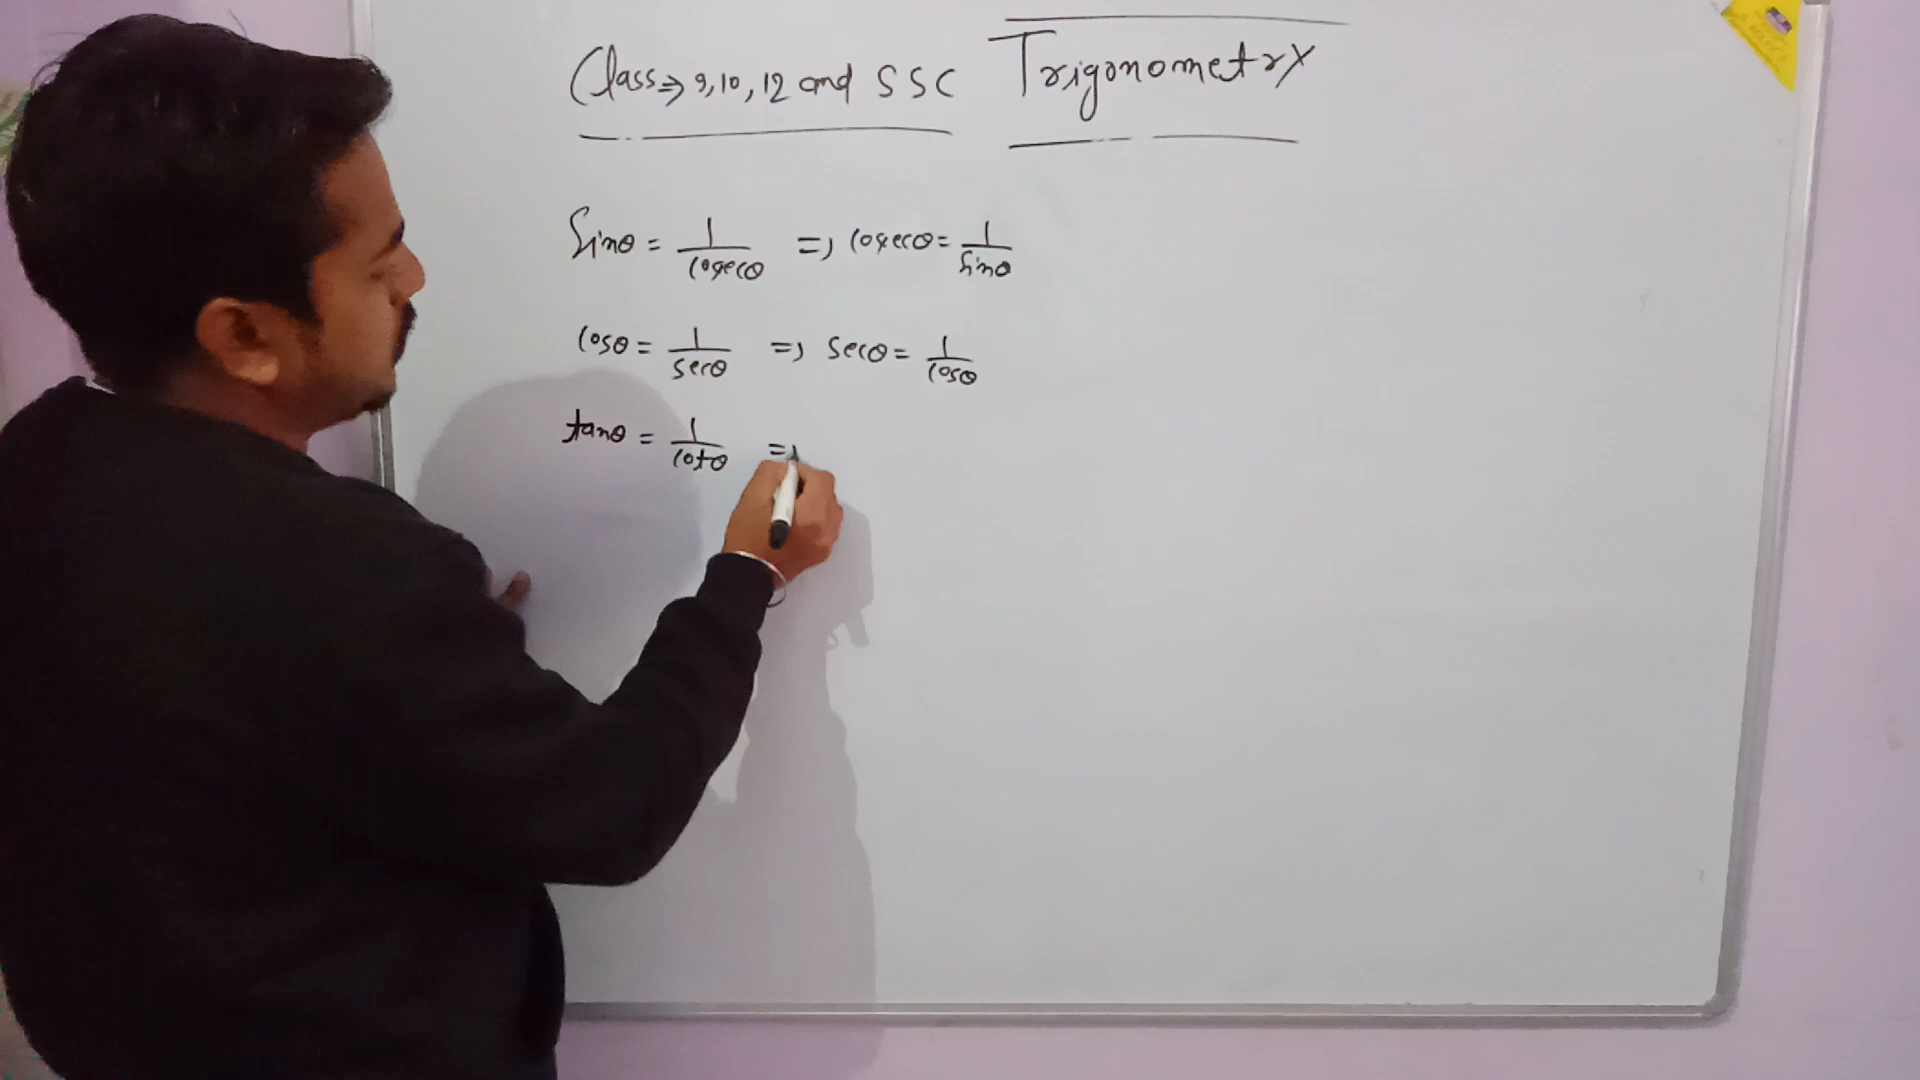 Class⇒ 9,10,12 and SSC Trigonometry
Sinθ = 1/cosecθ ⇒ cosecθ = 1/Sinθ
cosθ = 1/secθ ⇒ secθ = 1/cosθ
tanθ = 1/cotθ ⇒